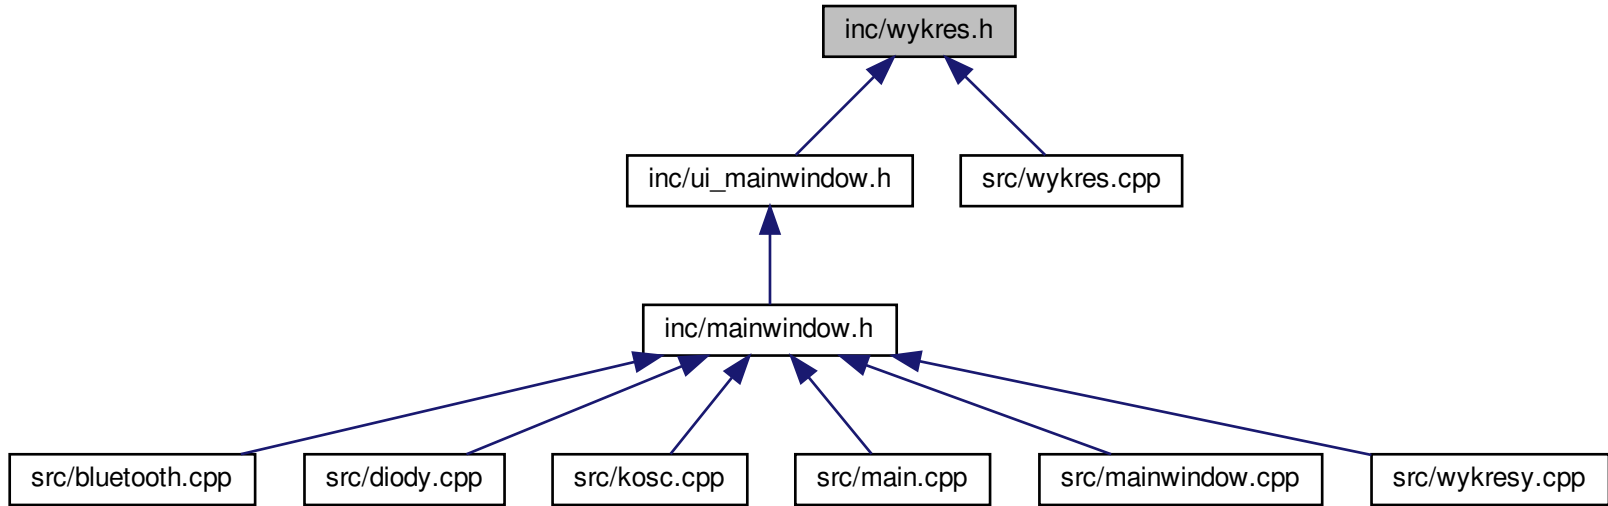 inc/wykres.h
inc/ui_mainwindow.h
src/wykres.cpp
inc/mainwindow.h
src/bluetooth.cpp
src/diody.cpp
src/kosc.cpp
src/main.cpp
src/mainwindow.cpp
src/wykresy.cpp